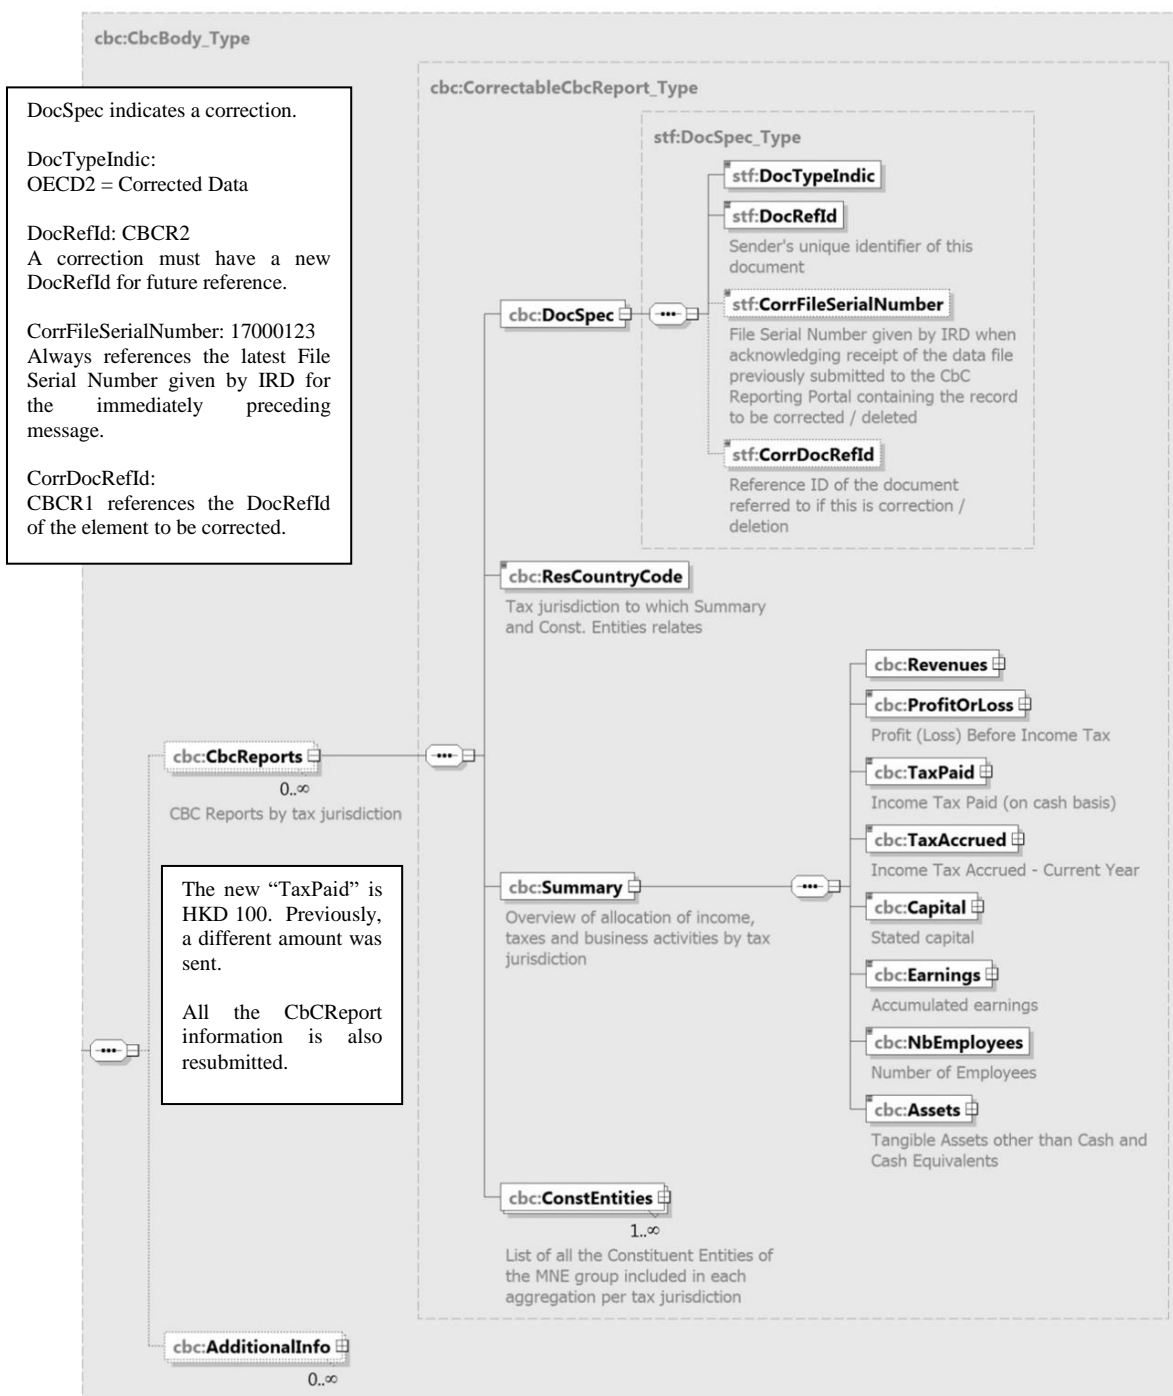 cbc:CbcBody_Type
cbc:CorrectableCbcReport_Type
DocSpec indicates a correction.
DocTypeIndic:
OECD2 = Corrected Data
DocRefId: CBCR2
A correction must have a new
DocRefId for future reference.
CorrFileSerialNumber: 17000123
Always references the latest File
Serial Number given by IRD for
the immediately preceding
message.
CorrDocRefId:
CBCR1 references the DocRefId
of the element to be corrected.
stf:DocSpec_Type
stf:DocTypeIndic
stf:DocRefId
Sender's unique identifier of this
document
cbc:DocSpec
stf:CorrFileSerialNumber
File Serial Number given by IRD when
acknowledging receipt of the data file
previously submitted to the CbC
Reporting Portal containing the record
to be corrected / deleted
stf:CorrDocRefId
Reference ID of the document
referred to if this is correction /
deletion
cbc:ResCountryCode
Tax jurisdiction to which Summary
and Const. Entities relates
cbc:CbcReports
0..∞
CBC Reports by tax jurisdiction
The new “TaxPaid” is
HKD 100. Previously,
a different amount was
sent.
All the CbCReport
information is also
resubmitted.
cbc:Summary
Overview of allocation of income,
taxes and business activities by tax
jurisdiction
cbc:Revenues
cbc:ProfitOrLoss
Profit (Loss) Before Income Tax
cbc:TaxPaid
Income Tax Paid (on cash basis)
cbc:TaxAccrued
Income Tax Accrued - Current Year
cbc:Capital
Stated capital
cbc:Earnings
Accumulated earnings
cbc:NbEmployees
Number of Employees
cbc:Assets
Tangible Assets other than Cash and
Cash Equivalents
cbc:ConstEntities
1..∞
List of all the Constituent Entities of
the MNE group included in each
aggregation per tax jurisdiction
cbc:AdditionalInfo
0..∞